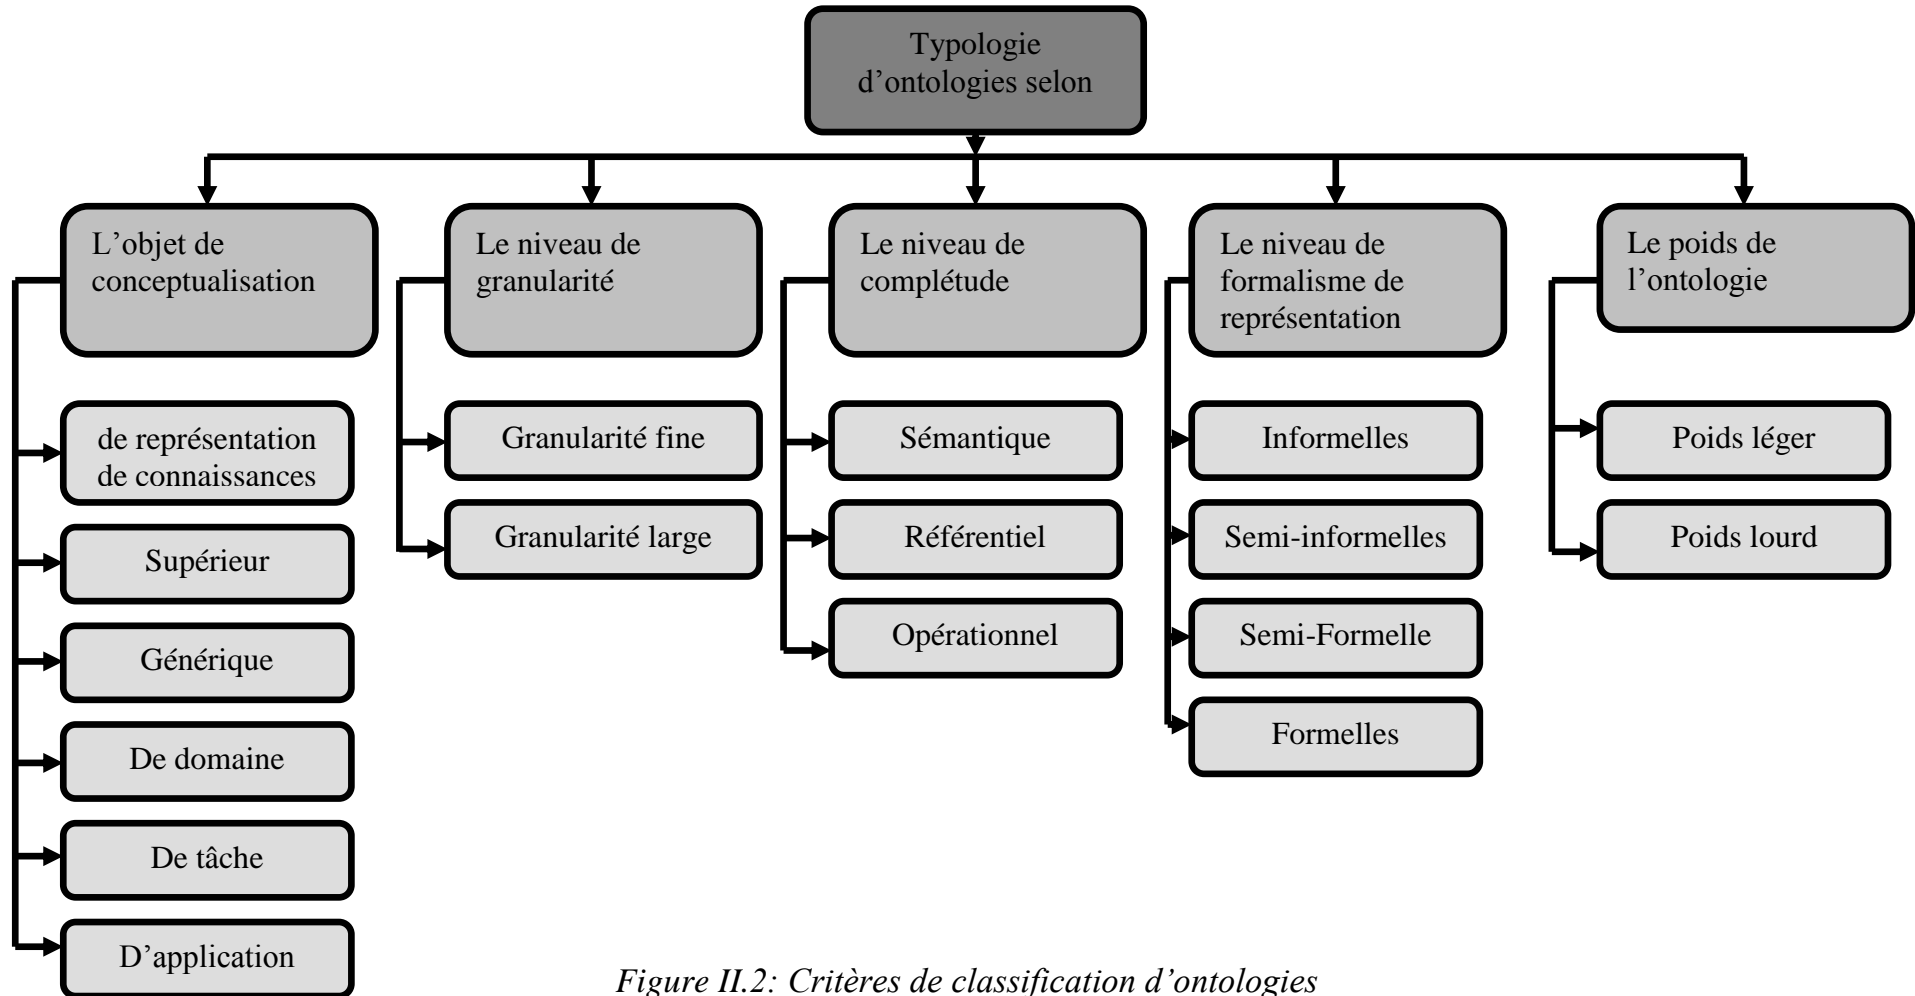 Typologie
d’ontologies selon
L’objet de
conceptualisation
de représentation
de connaissances
Supérieur
Générique
De domaine
De tâche
D’application
Le niveau de
granularité
Granularité fine
Granularité large
Le niveau de
complétude
Sémantique
Référentiel
Opérationnel
Le niveau de
formalisme de
représentation
Informelles
Semi-informelles
Semi-Formelle
Formelles
Le poids de
l’ontologie
Poids léger
Poids lourd
Figure II.2: Critères de classification d’ontologies